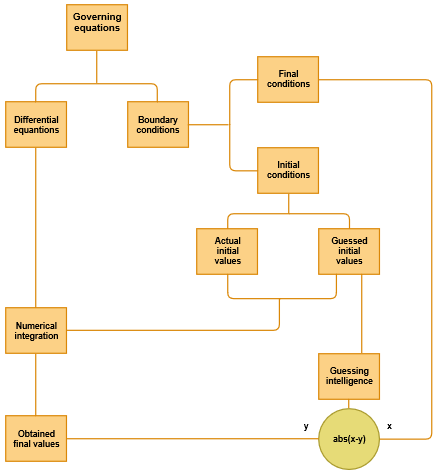 Governing
equations
Final
conditions
Differential
equantions
Boundary
conditions
Initial
conditions
Actual
initial
values
Guessed
initial
values
Numerical
integration
Guessing
intelligence
Obtained
final values
y
abs(x-y)
x